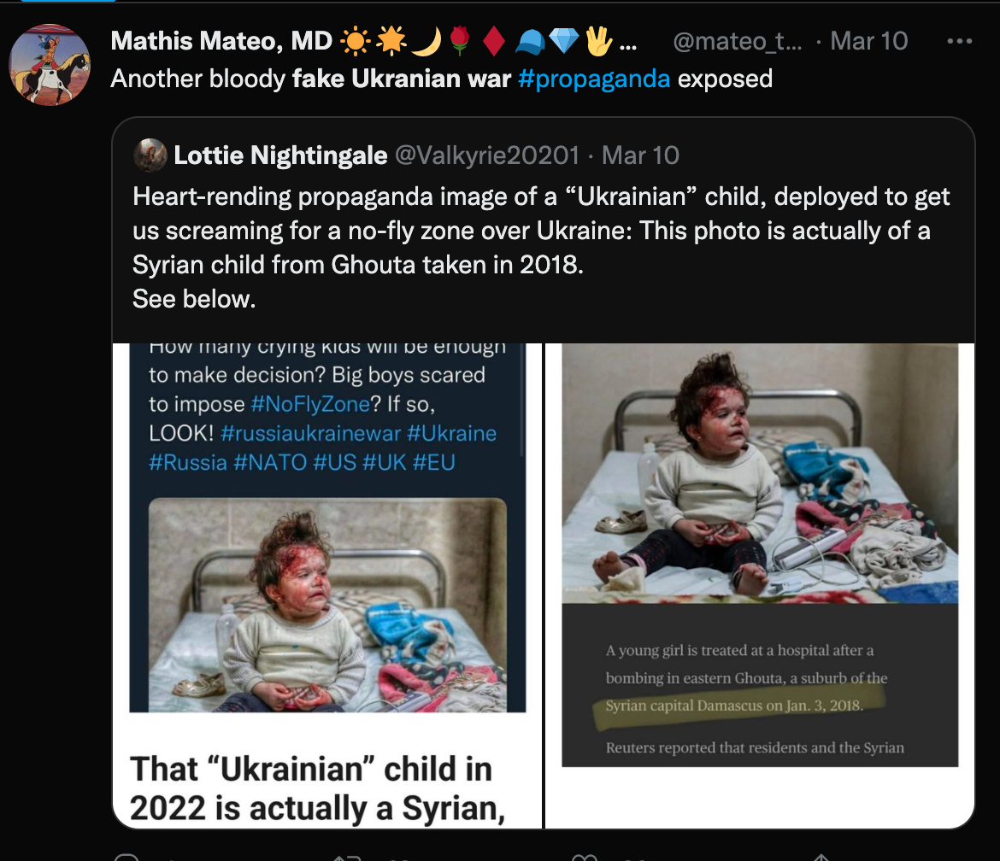 Mathis Mateo, MD ☀️🌟🌙🌹♦️🧢💎🖖... @mateo_t... · Mar 10
Another bloody fake Ukranian war #propaganda exposed
Lottie Nightingale @Valkyrie20201 · Mar 10
Heart-rending propaganda image of a “Ukrainian” child, deployed to get
us screaming for a no-fly zone over Ukraine: This photo is actually of a
Syrian child from Ghouta taken in 2018.
See below.
How many crying kids will be enough
to make decision? Big boys scared
to impose #NoFlyZone? If so,
LOOK! #russiaukrainewar #Ukraine
#Russia #NATO #US #UK #EU
That “Ukrainian” child in
2022 is actually a Syrian,
A young girl is treated at a hospital after a
bombing in eastern Ghouta, a suburb of the
Syrian capital Damascus on Jan. 3, 2018.
Reuters reported that residents and the Syrian